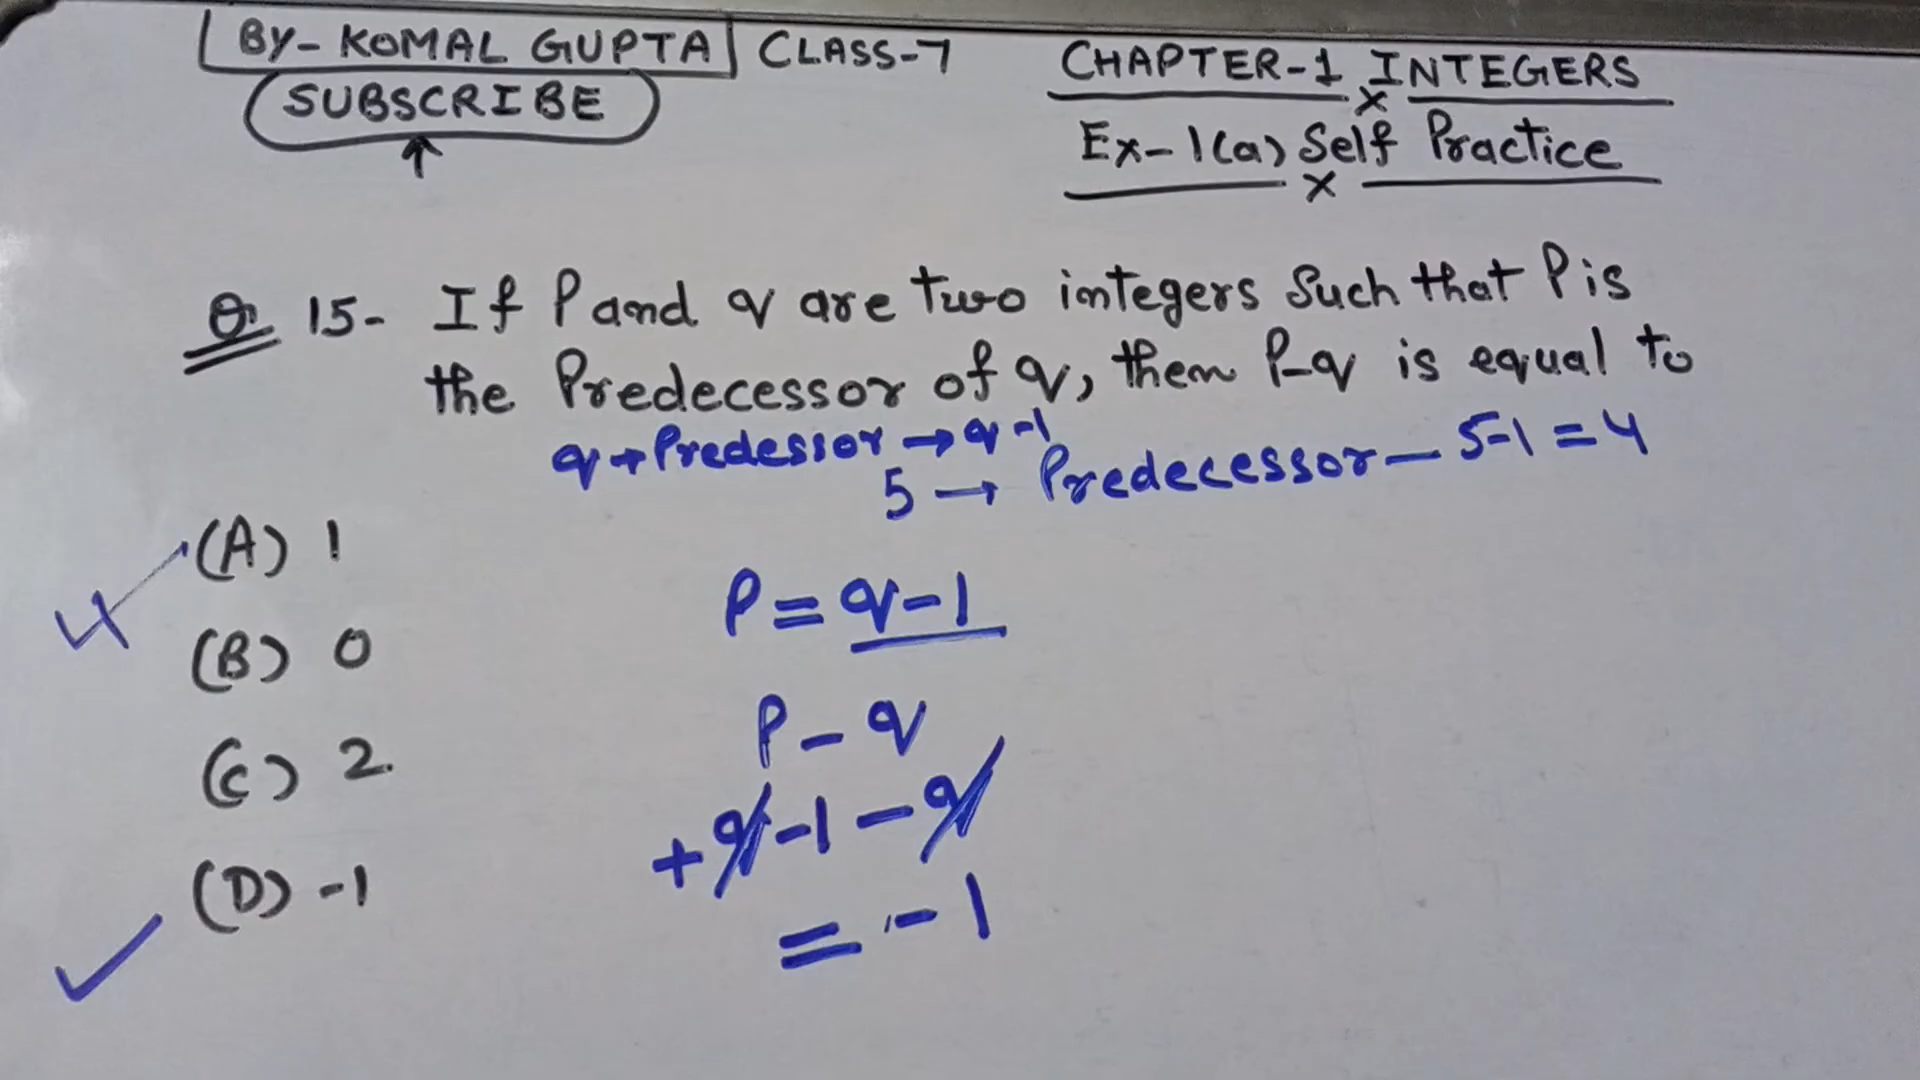 BY- KOMAL GUPTA CLASS-7
SUBSCRIBE
CHAPTER-1 INTEGERS
Ex-1(a) Self Practice
Q 15- If P and q are two integers Such that P is
the Predecessor of q, then P-q is equal to
q → Predessor → q-1
5 → Predecessor - 5-1 = 4
(A) 1
(B) 0
(C) 2.
(D) -1
P = q-1
P - q
+q-1-q
= -1